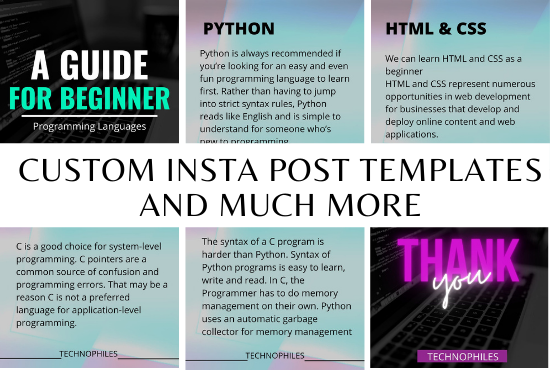 A GUIDE
FOR BEGINNER
Programming Languages
PYTHON
Python is always recommended if
you're looking for an easy and even
fun programming language to learn
first. Rather than having to jump
into strict syntax rules, Python
reads like English and is simple to
understand for someone who's
new to programming.
HTML & CSS
We can learn HTML and CSS as a
beginner
HTML and CSS represent numerous
opportunities in web development
for businesses that develop and
deploy online content and web
applications.
CUSTOM INSTA POST TEMPLATES
AND MUCH MORE
C is a good choice for system-level
programming. C pointers are a
common source of confusion and
programming errors. That may be a
reason C is not a preferred
language for application-level
programming.
TECHNOPHILES
The syntax of a C program is
harder than Python. Syntax of
Python programs is easy to learn,
write and read. In C, the
Programmer has to do memory
management on their own. Python
uses an automatic garbage
collector for memory management
TECHNOPHILES
THANK
you
TECHNOPHILES